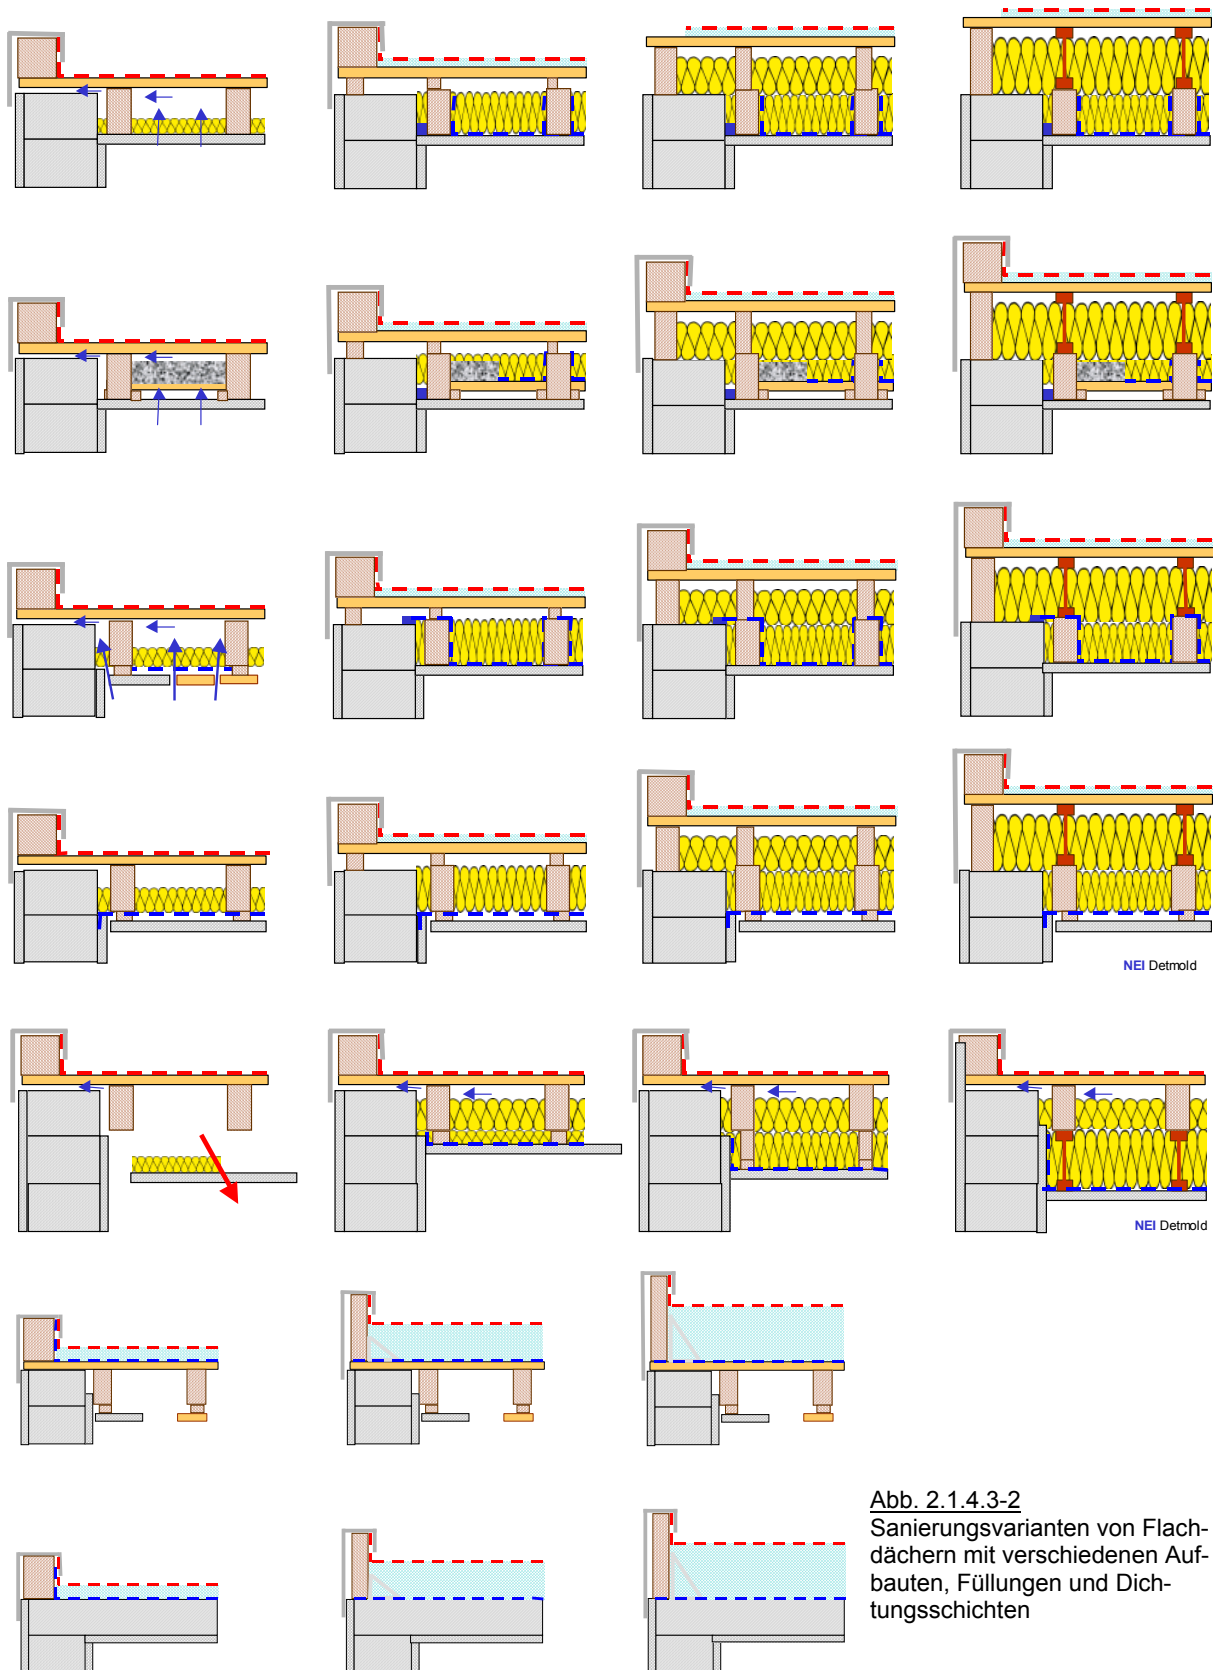 NEI Detmold
NEI Detmold
Abb. 2.1.4.3-2
Sanierungsvarianten von Flach-
dächern mit verschiedenen Auf-
bauten, Füllungen und Dich-
tungsschichten